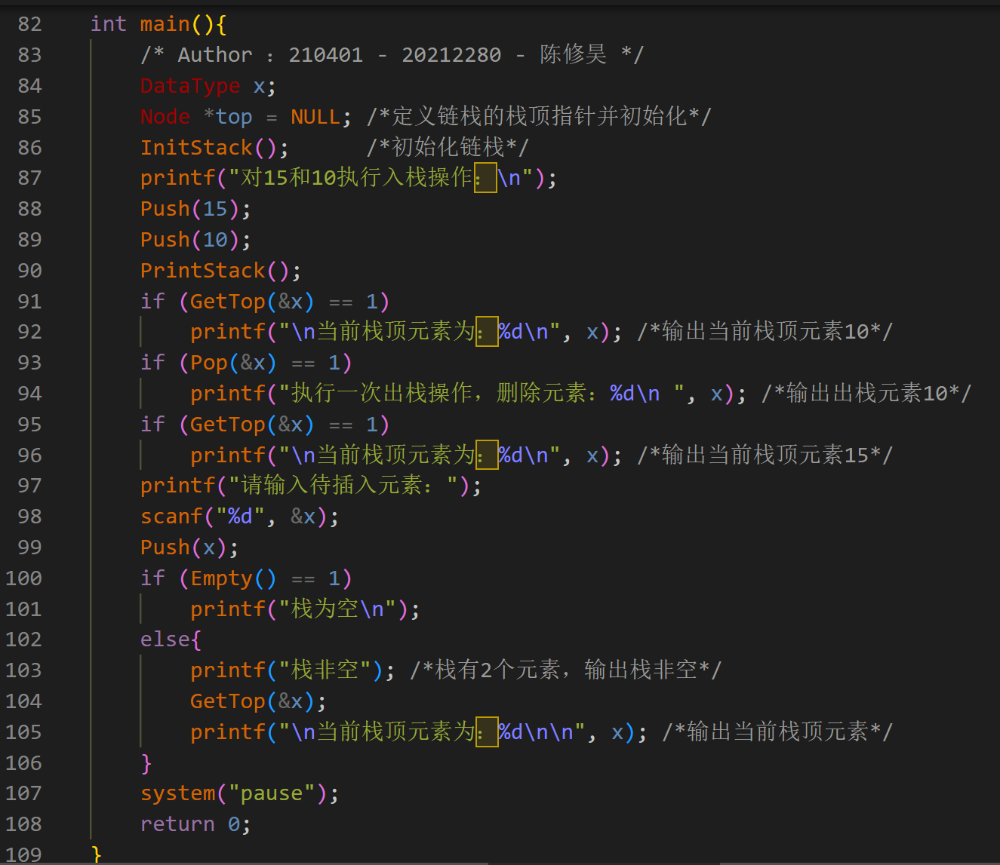 82 int main(){
83 /* Author : 210401 - 20212280 - 陈修昊 */
84 DataType x;
85 Node *top = NULL; /*定义链栈的栈顶指针并初始化*/
86 InitStack(); /*初始化链栈*/
87 printf("对15和10执行入栈操作：\n");
88 Push(15);
89 Push(10);
90 PrintStack();
91 if (GetTop(&x) == 1)
92 printf("\n当前栈顶元素为：%d\n", x); /*输出当前栈顶元素10*/
93 if (Pop(&x) == 1)
94 printf("执行一次出栈操作，删除元素: %d\n ", x); /*输出出栈元素10*/
95 if (GetTop(&x) == 1)
96 printf("\n当前栈顶元素为：%d\n", x); /*输出当前栈顶元素15*/
97 printf("请输入待插入元素: ");
98 scanf("%d", &x);
99 Push(x);
100 if (Empty() == 1)
101 printf("栈为空\n");
102 else{
103 printf("栈非空"); /*栈有2个元素，输出栈非空*/
104 GetTop(&x);
105 printf("\n当前栈顶元素为：%d\n\n", x); /*输出当前栈顶元素*/
106 }
107 system("pause");
108 return 0;
109 }